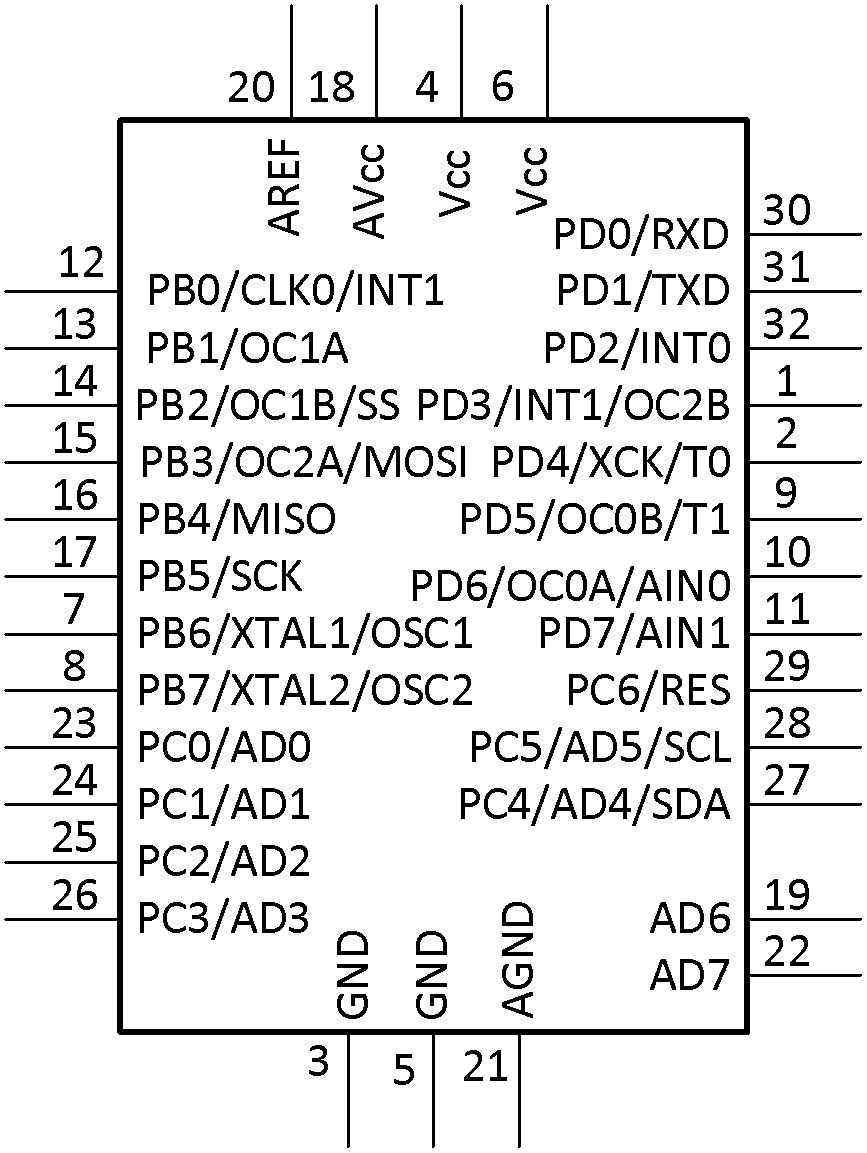 20 18 4 6
AREF AVcc Vcc Vcc
PD0/RXD 30
12 PB0/CLK0/INT1 PD1/TXD 31
13 PB1/OC1A PD2/INT0 32
14 PB2/OC1B/SS PD3/INT1/OC2B 1
15 PB3/OC2A/MOSI PD4/XCK/T0 2
16 PB4/MISO PD5/OC0B/T1 9
17 PB5/SCK PD6/OC0A/AIN0 10
7 PB6/XTAL1/OSC1 PD7/AIN1 11
8 PB7/XTAL2/OSC2 PC6/RES 29
23 PC0/AD0 PC5/AD5/SCL 28
24 PC1/AD1 PC4/AD4/SDA 27
25 PC2/AD2
26 PC3/AD3 AD6 19
AD7 22
GND GND AGND
3 5 21